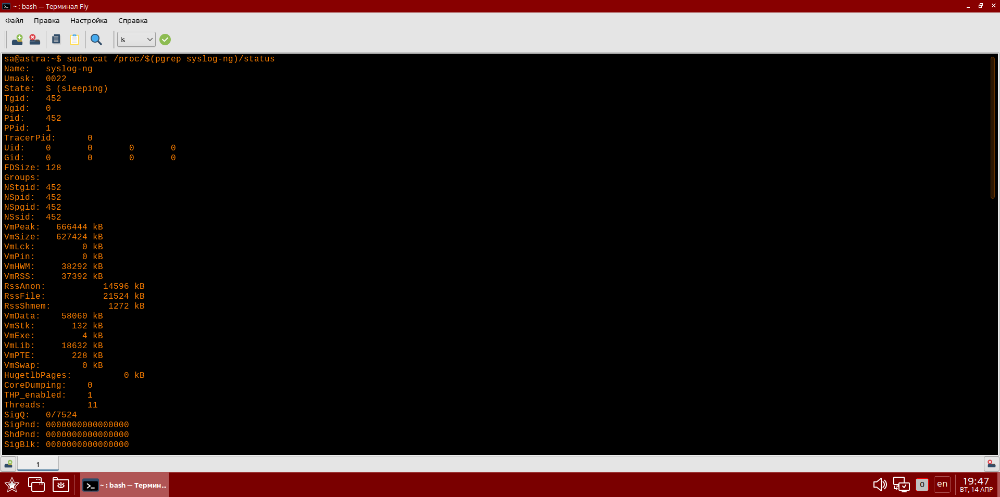 ~ : bash — Терминал Fly
Файл Правка Настройка Справка
ls
sa@astra:~$ sudo cat /proc/$(pgrep syslog-ng)/status
Name:   syslog-ng
Umask:  0022
State:  S (sleeping)
Tgid:   452
Ngid:   0
Pid:    452
PPid:   1
TracerPid:      0
Uid:    0       0       0       0
Gid:    0       0       0       0
FDSize: 128
Groups:
NStgid: 452
NSpid:  452
NSpgid: 452
NSsid:  452
VmPeak:   666444 kB
VmSize:   627424 kB
VmLck:         0 kB
VmPin:         0 kB
VmHWM:     38292 kB
VmRSS:     37392 kB
RssAnon:           14596 kB
RssFile:           21524 kB
RssShmem:           1272 kB
VmData:    58060 kB
VmStk:       132 kB
VmExe:         4 kB
VmLib:     18632 kB
VmPTE:       228 kB
VmSwap:        0 kB
HugetlbPages:          0 kB
CoreDumping:    0
THP_enabled:    1
Threads:        11
SigQ:   0/7524
SigPnd: 0000000000000000
ShdPnd: 0000000000000000
SigBlk: 0000000000000000
1
~ : bash — Термин...
0
en
19:47
ВТ, 14 АПР